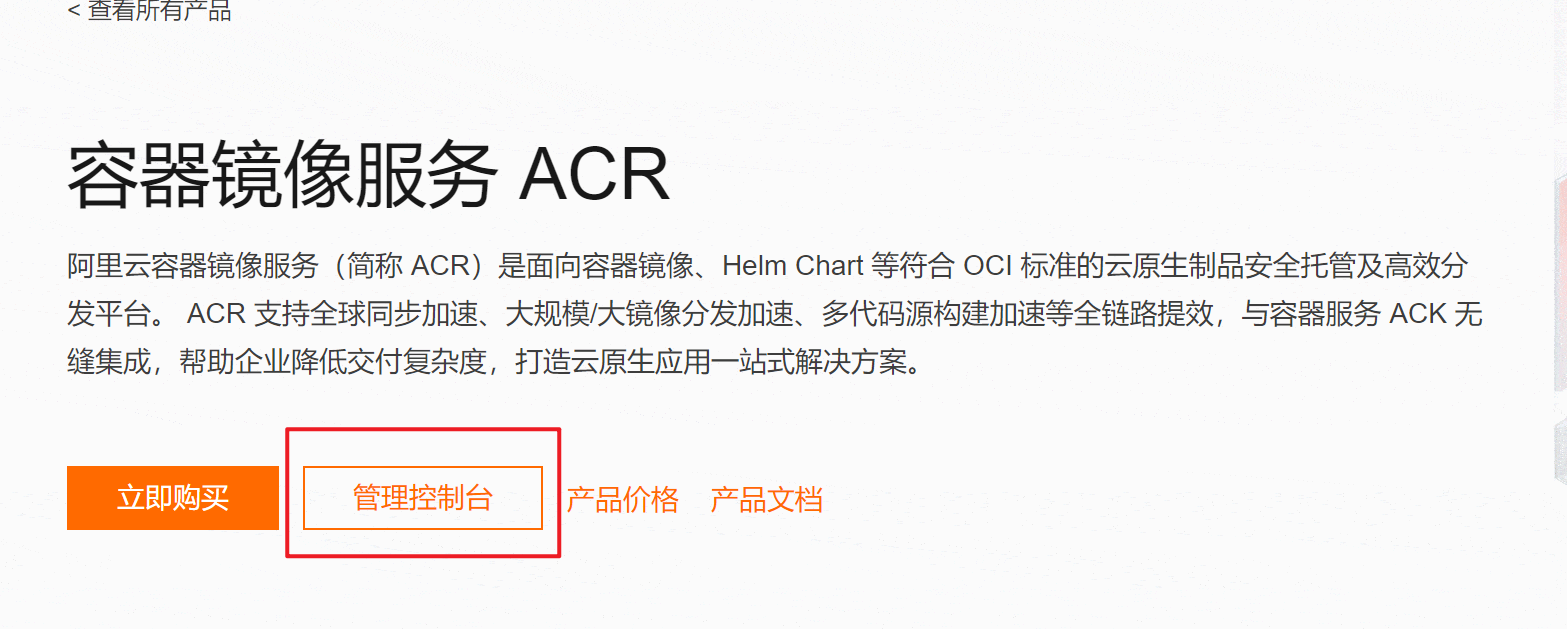 < 查看所有产品
容器镜像服务 ACR
阿里云容器镜像服务（简称 ACR）是面向容器镜像、Helm Chart 等符合 OCI 标准的云原生制品安全托管及高效分
发平台。 ACR 支持全球同步加速、大规模/大镜像分发加速、多代码源构建加速等全链路提效，与容器服务 ACK 无
缝集成，帮助企业降低交付复杂度，打造云原生应用一站式解决方案。
立即购买 管理控制台 产品价格 产品文档